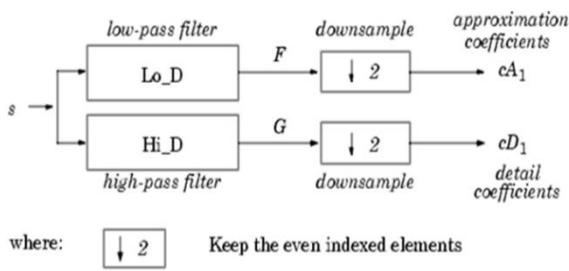 low-pass filter
downsample
approximation
coefficients
Lo_D
F
↓ 2
cA1
s
Hi_D
G
↓ 2
cD1
high-pass filter
downsample
detail
coefficients
where:
↓ 2
Keep the even indexed elements